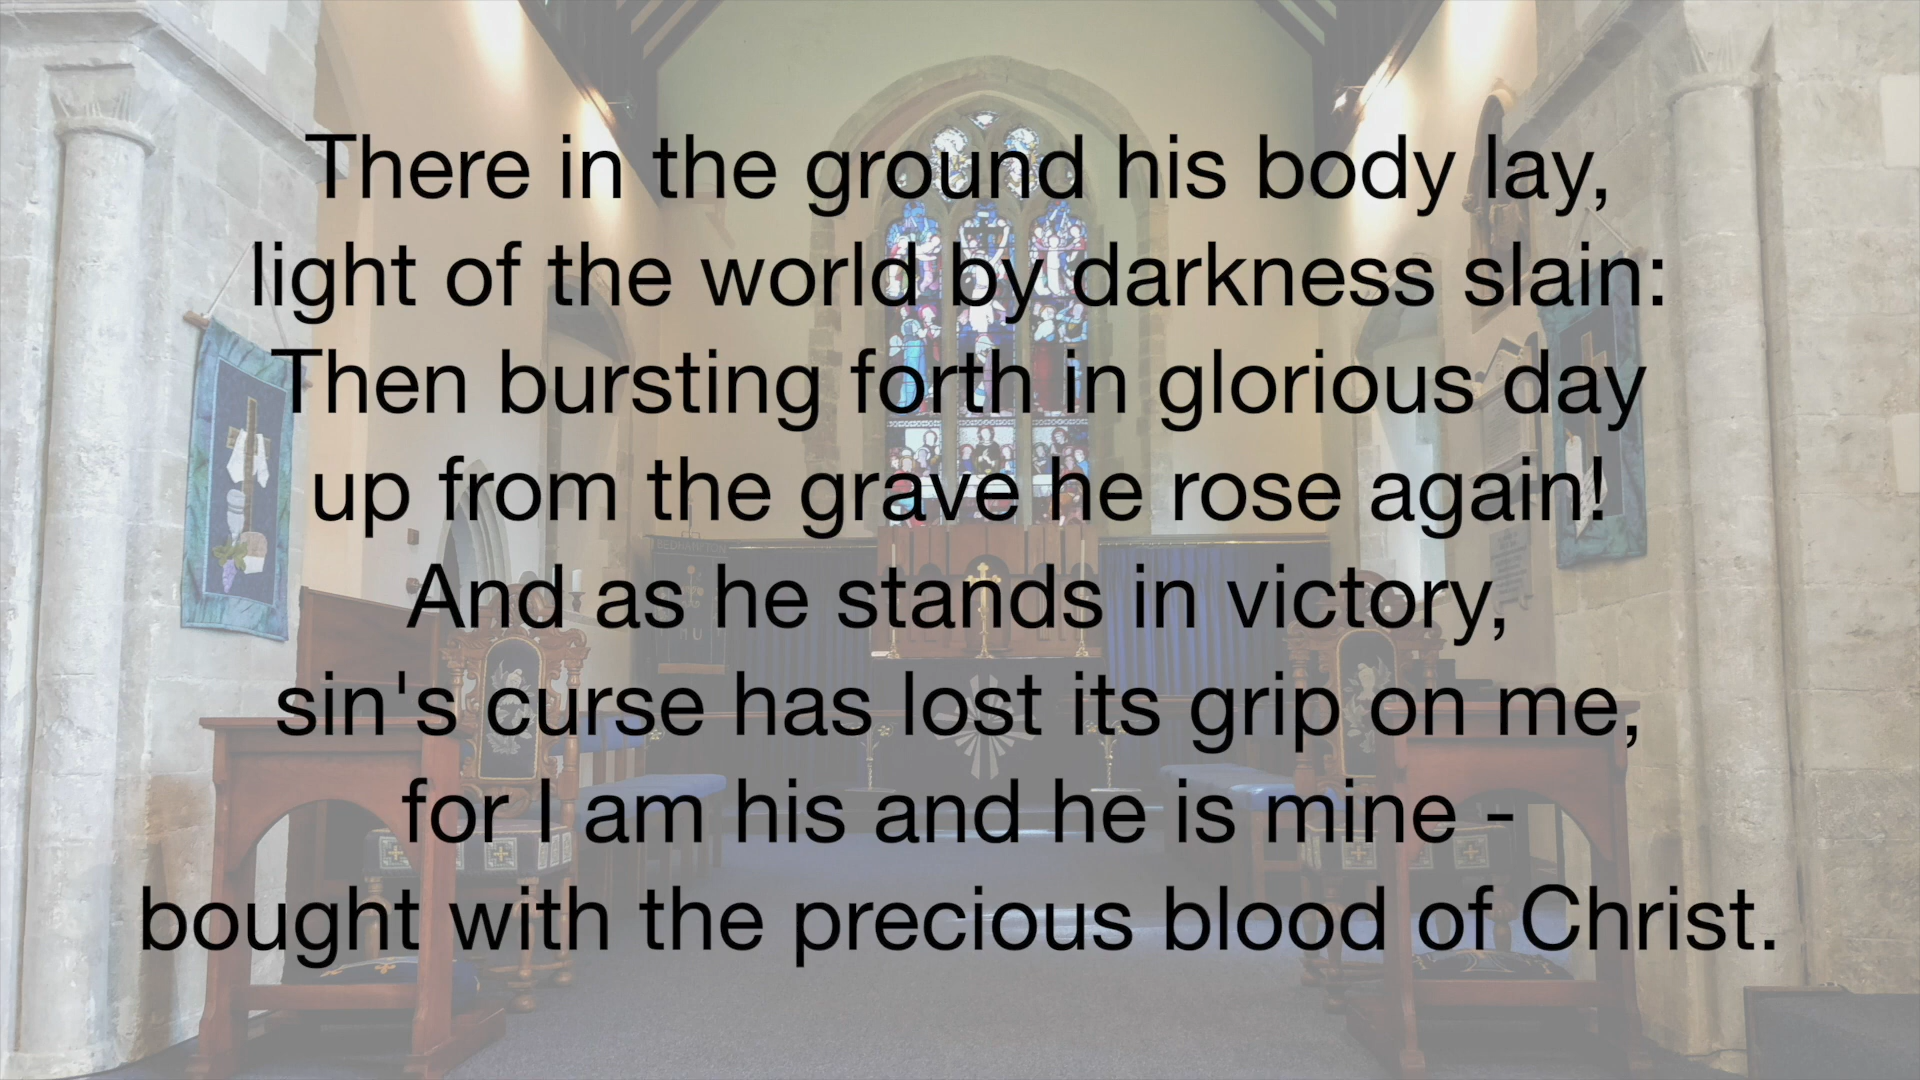 There in the ground his body lay,
light of the world by darkness slain:
Then bursting forth in glorious day
up from the grave he rose again!
And as he stands in victory,
sin's curse has lost its grip on me,
for I am his and he is mine -
bought with the precious blood of Christ.
BEDHAMPTON